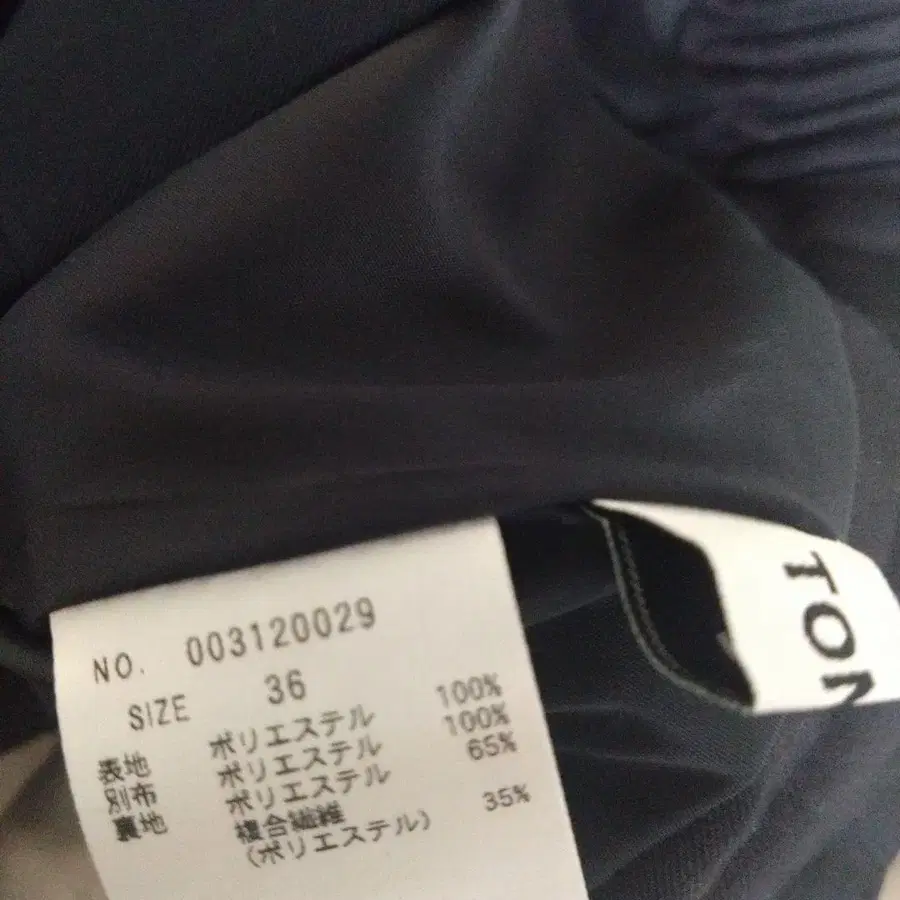 NO. 003120029
SIZE 36
表地 ポリエステル 100%
別布 ポリエステル 100%
裏地 ポリエステル 65%
複合繊維 35%
(ポリエステル)
TON